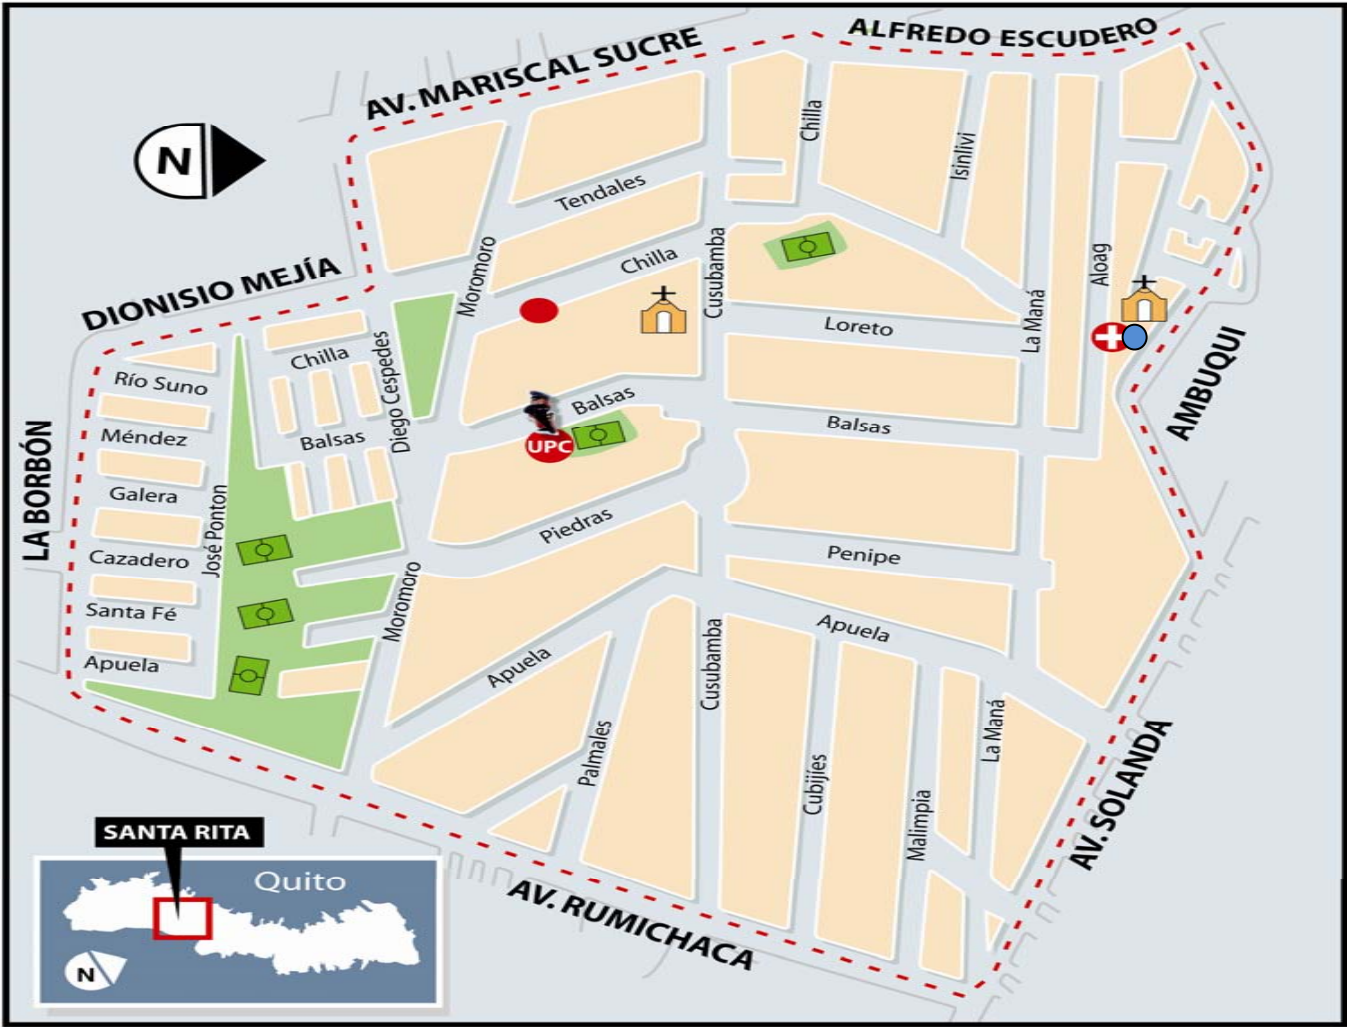 ALFREDO ESCUDERO
AV. MARISCAL SUCRE
N
Chilla
Isinlivi
Tendales
Moromoro
Chilla
Cusubamba
Aloag
DIONISIO MEJÍA
La Maná
Loreto
AMBUQUI
Río Suno
Chilla
Diego Cespedes
Méndez
Balsas
Balsas
Balsas
UPC
LA BORBÓN
Galera
José Ponton
Piedras
Cazadero
Penipe
Santa Fé
Moromoro
Apuela
Apuela
Apuela
Cusubamba
Palmales
La Maná
Cubijíes
Malimpia
AV. SOLANDA
AV. RUMICHACA
SANTA RITA
Quito
N